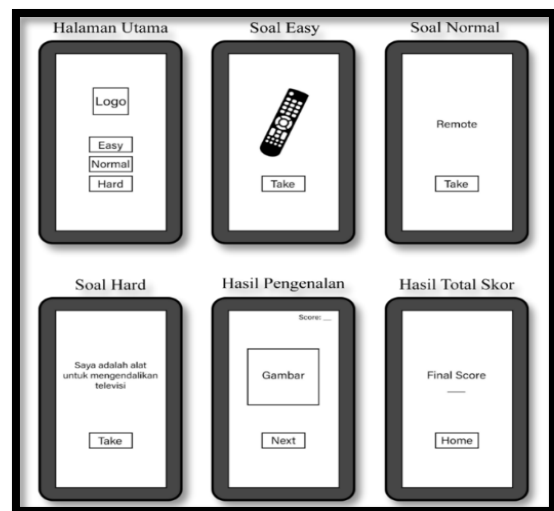 Halaman Utama
Logo
Easy
Normal
Hard
Soal Easy
Take
Soal Normal
Remote
Take
Soal Hard
Saya adalah alat
untuk mengendalikan
televisi
Take
Hasil Pengenalan
Score: __
Gambar
Next
Hasil Total Skor
Final Score
___
Home